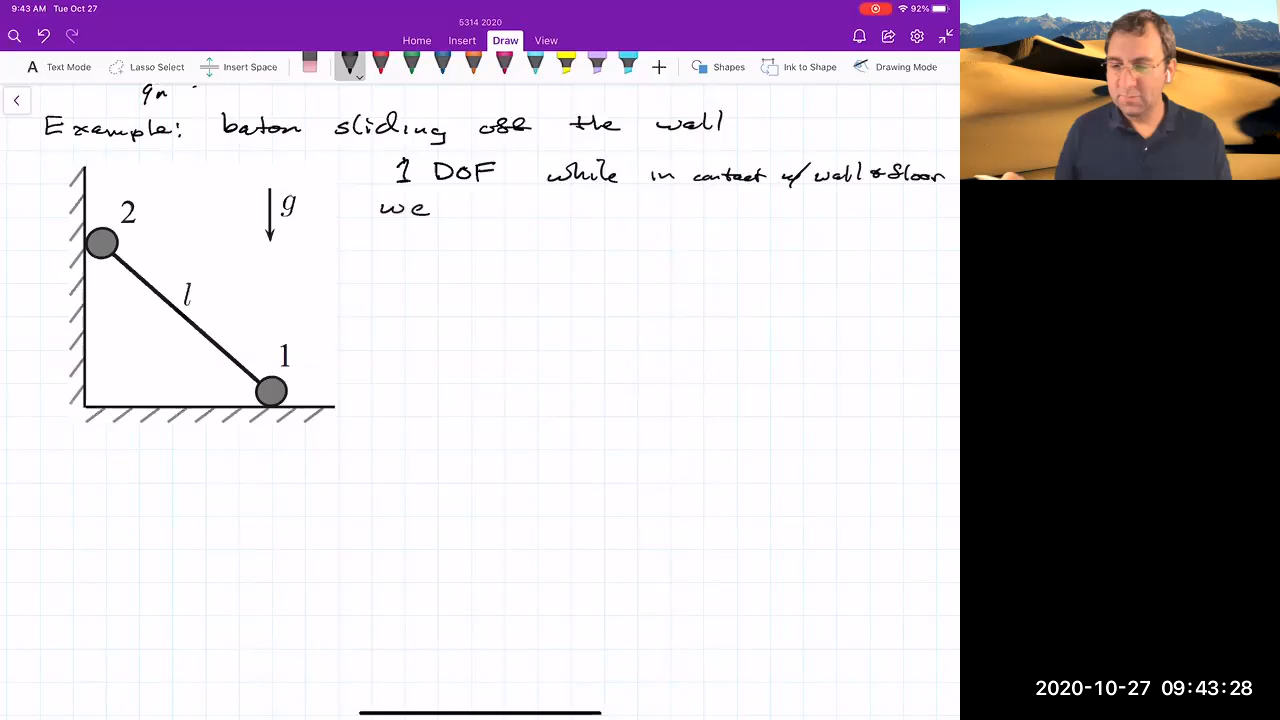 9:43 AM Tue Oct 27
92%
5314 2020
Home Insert Draw View
Text Mode Lasso Select Insert Space Shapes Ink to Shape Drawing Mode
qn
Example: baton sliding off the wall
1 DOF while in contact w/ wall & floor
we
2
g
l
1
2020-10-27 09:43:28